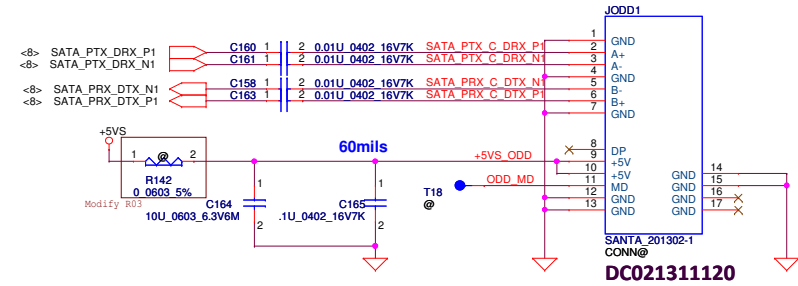 JODD1
1 GND
<8> SATA_PTX_DRX_P1 C160 1 2 0.01U_0402_16V7K SATA_PTX_C_DRX_P1 2 A+
<8> SATA_PTX_DRX_N1 C161 1 2 0.01U_0402_16V7K SATA_PTX_C_DRX_N1 3 A-
4 GND
<8> SATA_PRX_DTX_N1 C158 1 2 0.01U_0402_16V7K SATA_PRX_C_DTX_N1 5 B-
<8> SATA_PRX_DTX_P1 C163 1 2 0.01U_0402_16V7K SATA_PRX_C_DTX_P1 6 B+
7 GND
+5VS
60mils
8 DP
1 @ 2 +5VS_ODD 9 +5V
10 +5V GND 14
R142 1 1 T18 ODD_MD 11 MD GND 15
0_0603_5% @ 12 GND GND 16
Modify R03 C164 C165 13 GND GND 17
10U_0603_6.3V6M .1U_0402_16V7K
2 2
SANTA_201302-1
CONN@
DC021311120